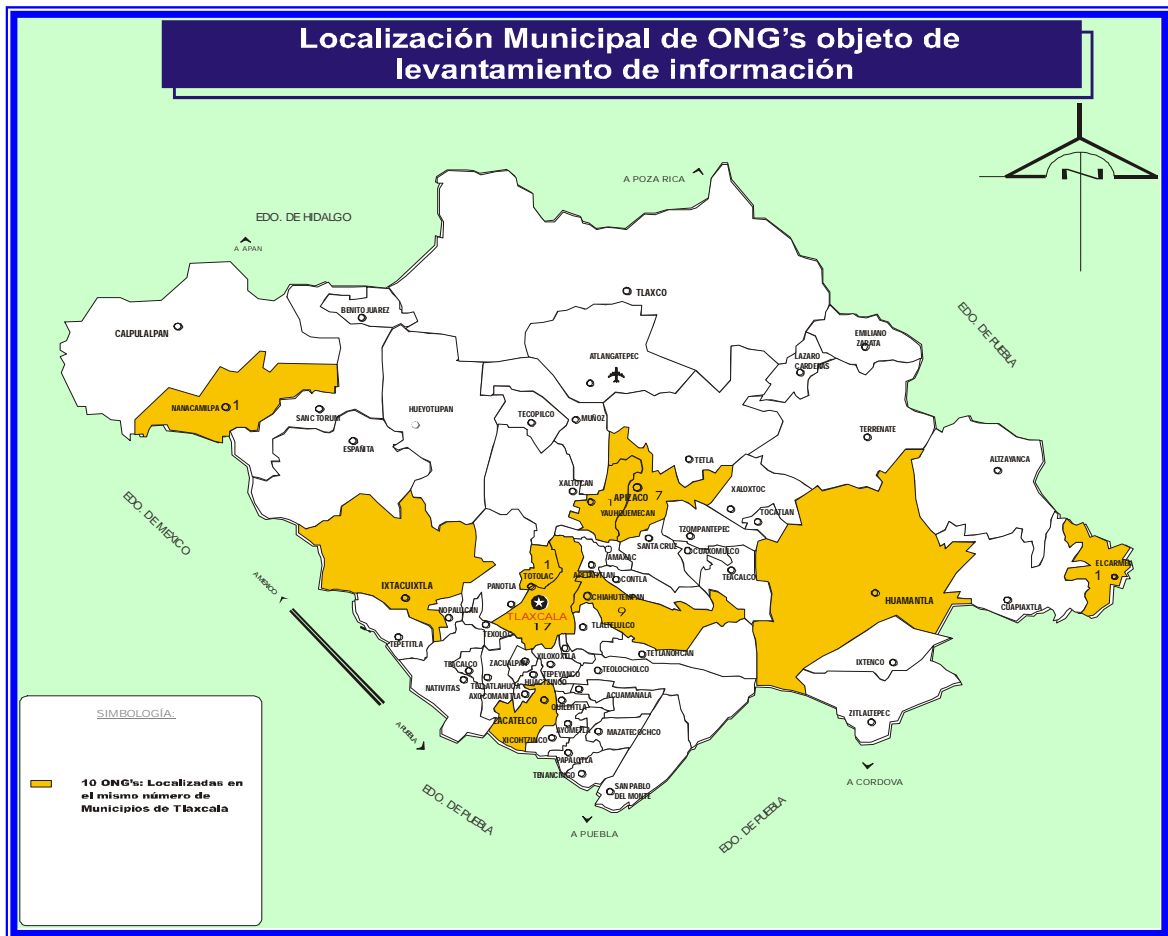 Localización Municipal de ONG's objeto de
levantamiento de información
A POZA RICA
EDO. DE HIDALGO
A APAN
TLAXCO
BENITO JUAREZ
CALPULALPAN
EDO. DE PUEBLA
EMILIANO
ZAPATA
ATLANGATEPEC
LAZARO
CARDENAS
NANACAMILPA 1
SANCTORUM
HUEYOTLIPAN
TECOPILCO
MUÑOZ
TERRENATE
ESPAÑITA
TETLA
ALTZAYANCA
XALTOCAN
XALOXTOC
APIZACO 7
1
YAUHQUEMECAN
TOCATLAN
EDO. DE MEXICO
TZOMPANTEPEC
SANTA CRUZ
CUAXOMULCO
AMAXAC
1
TOTOLAC
CONTLA
TEACALCO
EL CARMEN
1
IXTACUIXTLA
PANOTLA
CHIAHUTEMPAN
9
HUAMANTLA
CUAPIAXTLA
A MEXICO
NOPALUCAN
TLAXCALA
17
TEXOLOC
TLALTELULCO
TEPETITLA
TETLANOHCAN
XILOXOXTLA
ZACUALPAN
IXTENCO
TEPEYANCO
TEOLOCHOLCO
NATIVITAS
TETLATLAHUCA
HUACTZINCO
AXOCOMANITLA
ACUAMANALA
QUILEHTLA
ZACATELCO
ZITLALTEPEC
AYOMETLA
MAZATECOCHCO
XICOHTZINCO
A PUEBLA
PAPALOTLA
TENANCINGO
SAN PABLO
DEL MONTE
A CORDOVA
EDO. DE PUEBLA
EDO. DE PUEBLA
A PUEBLA
SIMBOLOGÍA:
10 ONG's: Localizadas en
el mismo número de
Municipios de Tlaxcala